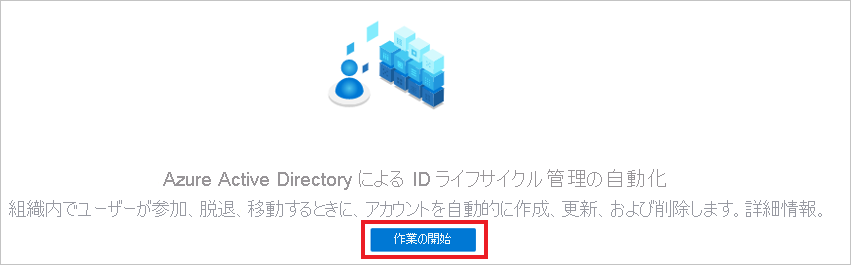 Azure Active Directory による ID ライフサイクル管理の自動化
組織内でユーザーが参加、脱退、移動するときに、アカウントを自動的に作成、更新、および削除します。詳細情報。
作業の開始